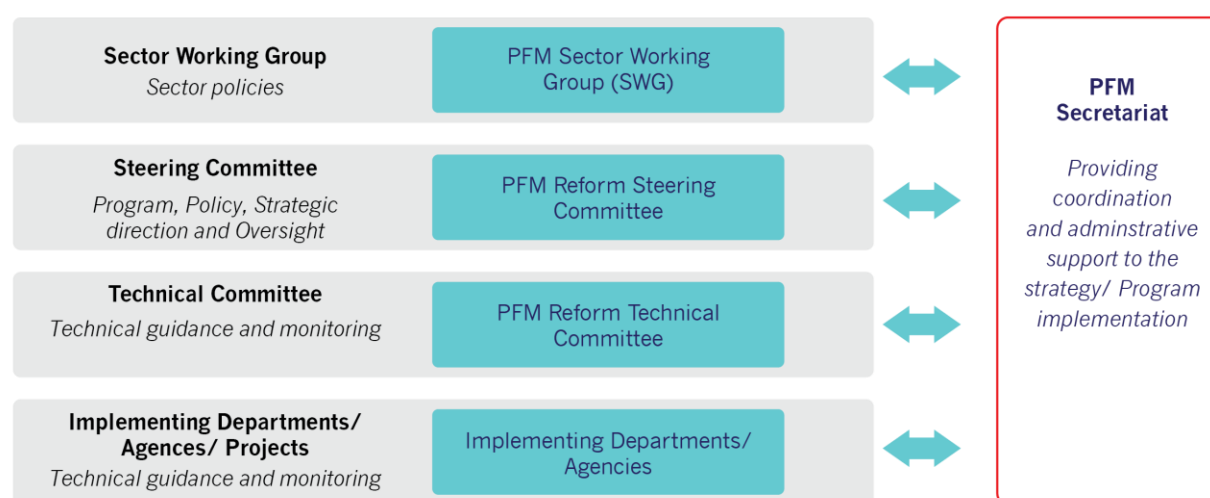 Sector Working Group
Sector policies
PFM Sector Working
Group (SWG)
Steering Committee
Program, Policy, Strategic
direction and Oversight
PFM Reform Steering
Committee
Technical Committee
Technical guidance and monitoring
PFM Reform Technical
Committee
Implementing Departments/
Agences/ Projects
Technical guidance and monitoring
Implementing Departments/
Agencies
PFM
Secretariat
Providing
coordination
and adminstrative
support to the
strategy/ Program
implementation